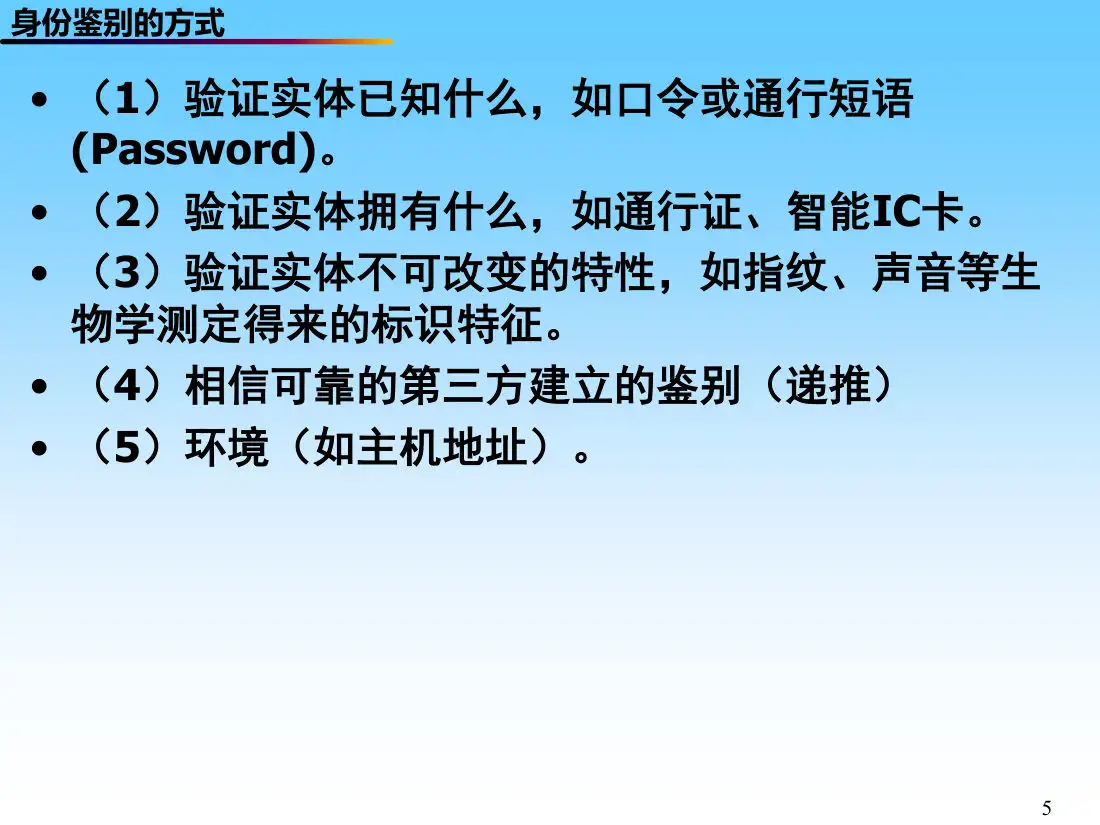 身份鉴别的方式
• （1）验证实体已知什么，如口令或通行短语
(Password)。
• （2）验证实体拥有什么，如通行证、智能IC卡。
• （3）验证实体不可改变的特性，如指纹、声音等生
物学测定得来的标识特征。
• （4）相信可靠的第三方建立的鉴别（递推）
• （5）环境（如主机地址）。
5